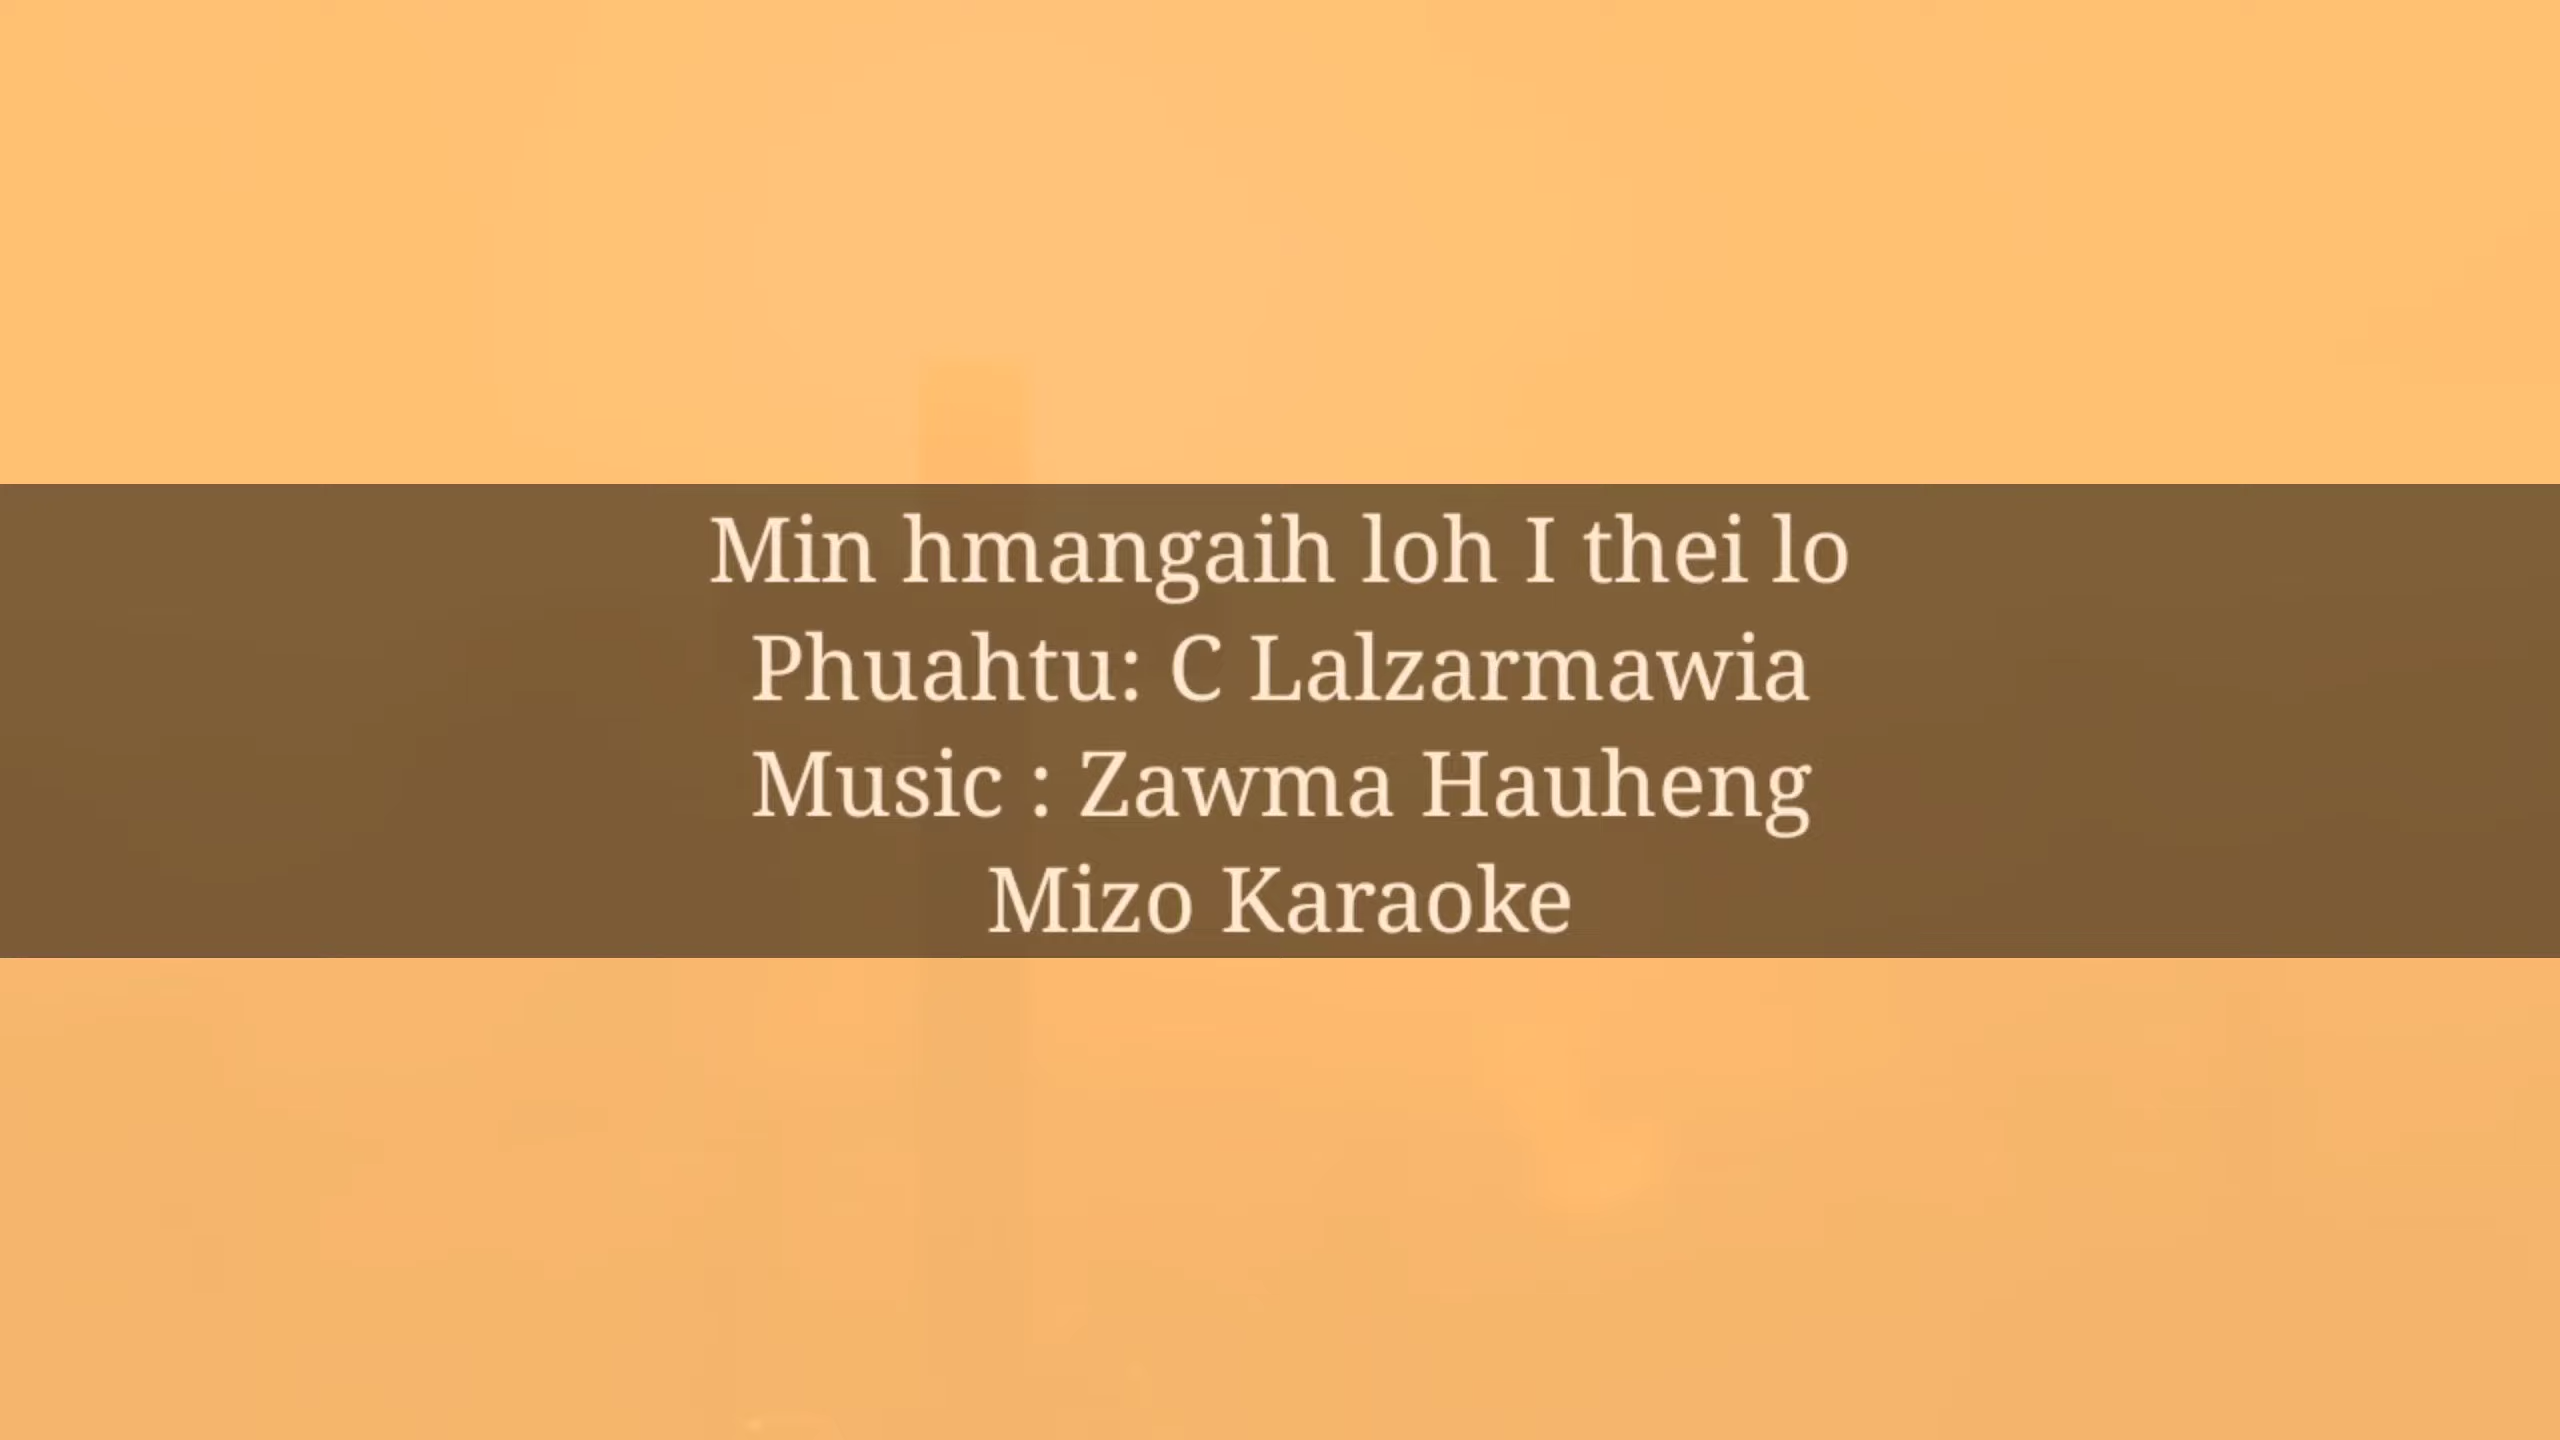 Min hmangaih loh I thei lo
Phuahtu: C Lalzarmawia
Music : Zawma Hauheng
Mizo Karaoke